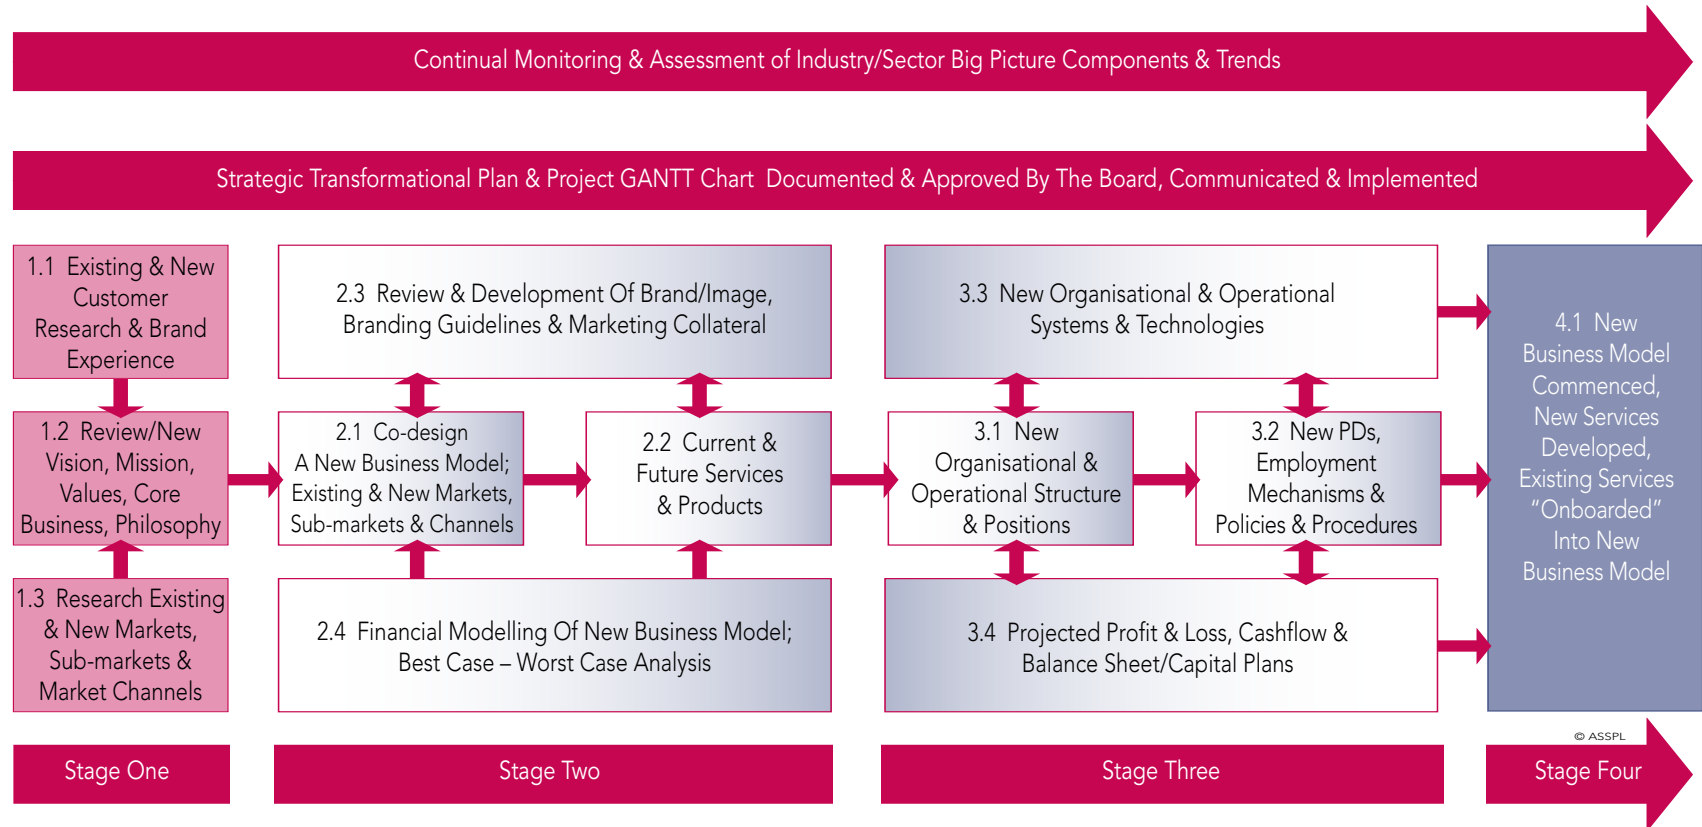 Continual Monitoring & Assessment of Industry/Sector Big Picture Components & Trends
Strategic Transformational Plan & Project GANTT Chart Documented & Approved By The Board, Communicated & Implemented
1.1 Existing & New
Customer
Research & Brand
Experience
1.2 Review/New
Vision, Mission,
Values, Core
Business, Philosophy
1.3 Research Existing
& New Markets,
Sub-markets &
Market Channels
2.3 Review & Development Of Brand/Image,
Branding Guidelines & Marketing Collateral
2.1 Co-design
A New Business Model;
Existing & New Markets,
Sub-markets & Channels
2.2 Current &
Future Services
& Products
2.4 Financial Modelling Of New Business Model;
Best Case – Worst Case Analysis
3.3 New Organisational & Operational
Systems & Technologies
3.1 New
Organisational &
Operational Structure
& Positions
3.2 New PDs,
Employment
Mechanisms &
Policies & Procedures
3.4 Projected Profit & Loss, Cashflow &
Balance Sheet/Capital Plans
4.1 New
Business Model
Commenced,
New Services
Developed,
Existing Services
“Onboarded”
Into New
Business Model
© ASSPL
Stage One
Stage Two
Stage Three
Stage Four